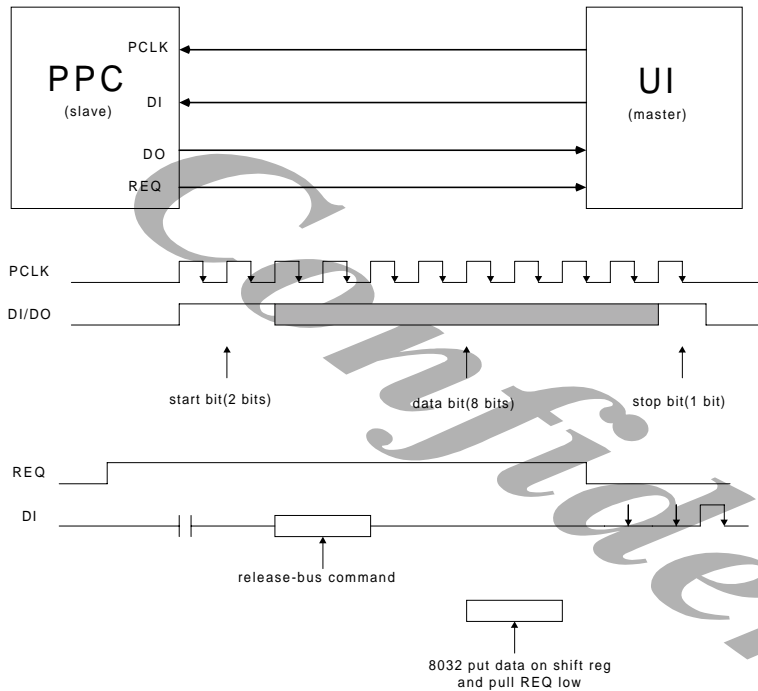 PCLK
PPC
UI
(slave)
DI
(master)
DO
REQ
PCLK
DI/DO
start bit(2 bits)
data bit(8 bits)
stop bit(1 bit)
REQ
DI
release-bus command
8032 put data on shift reg
and pull REQ low
Confiden